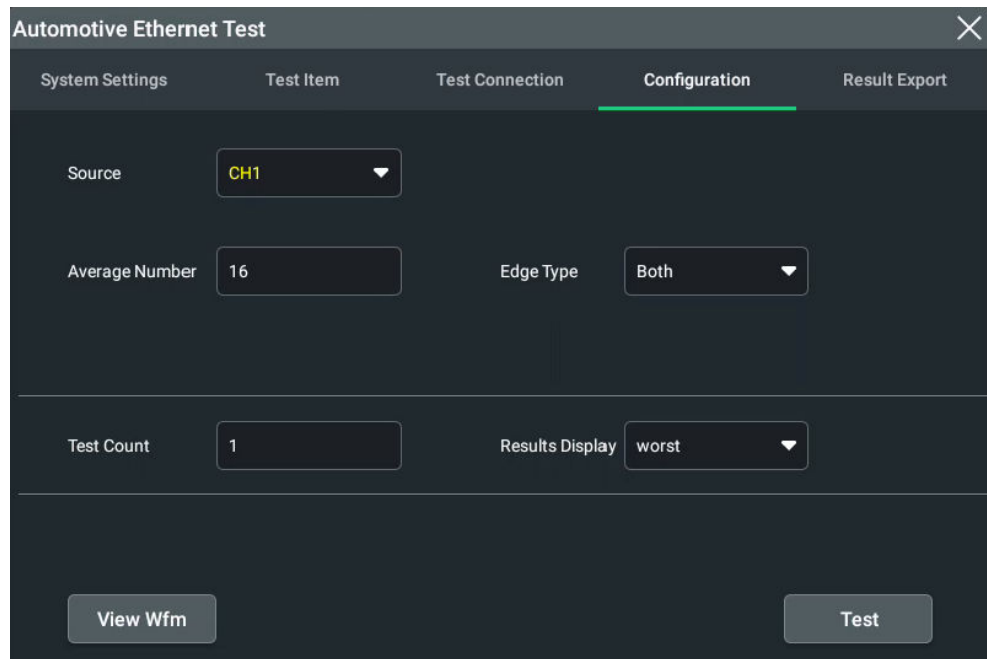 Automotive Ethernet Test
System Settings Test Item Test Connection Configuration Result Export
Source CH1
Average Number 16 Edge Type Both
Test Count 1 Results Display worst
View Wfm Test